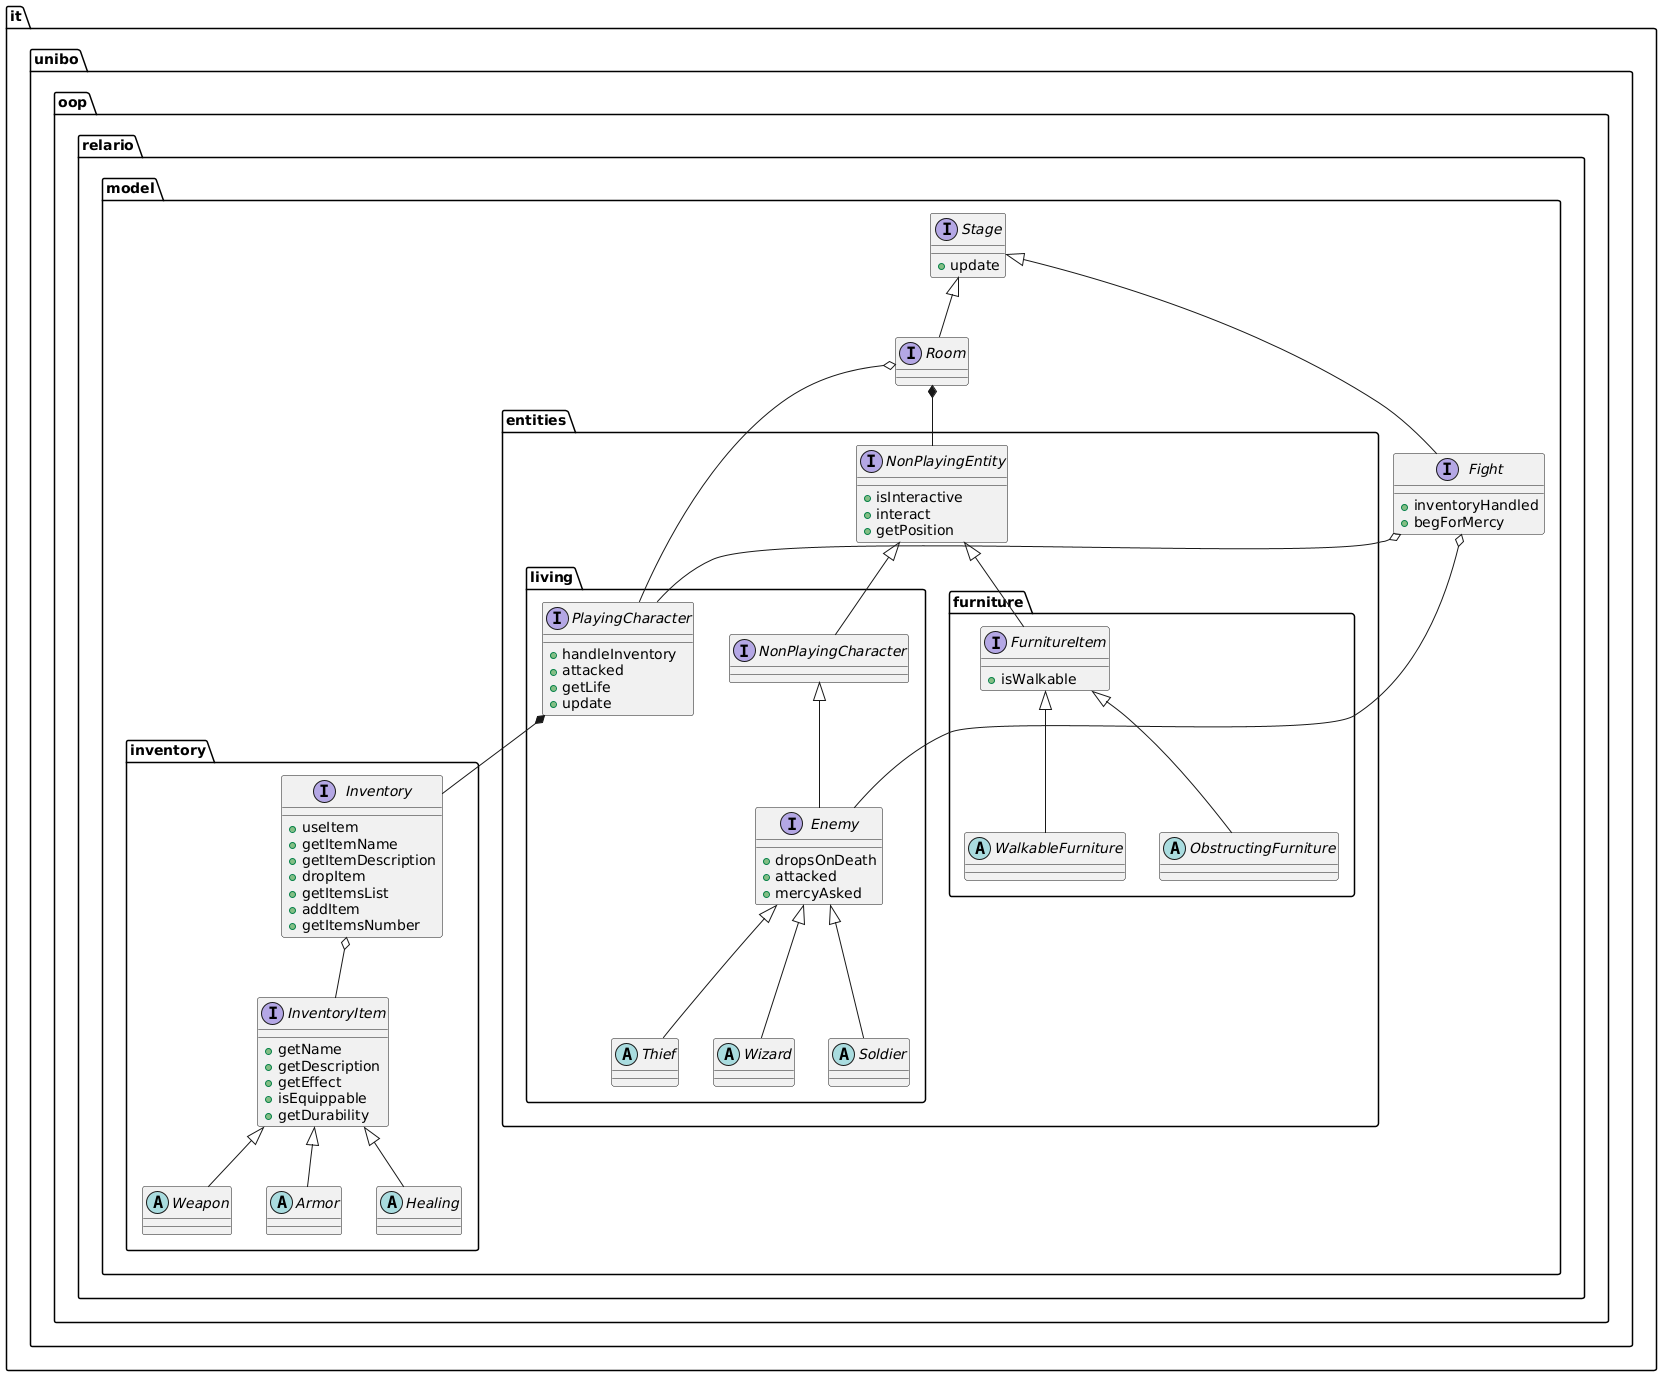 it
unibo
oop
relario
model
I Stage
update
I Room
entities
I NonPlayingEntity
isInteractive
interact
getPosition
I Fight
inventoryHandled
begForMercy
living
I PlayingCharacter
handleInventory
attacked
getLife
update
I NonPlayingCharacter
furniture
I FurnitureItem
isWalkable
inventory
I Inventory
useItem
getItemName
getItemDescription
dropItem
getItemsList
addItem
getItemsNumber
I Enemy
dropsOnDeath
attacked
mercyAsked
A WalkableFurniture
A ObstructingFurniture
I InventoryItem
getName
getDescription
getEffect
isEquippable
getDurability
A Thief
A Wizard
A Soldier
A Weapon
A Armor
A Healing